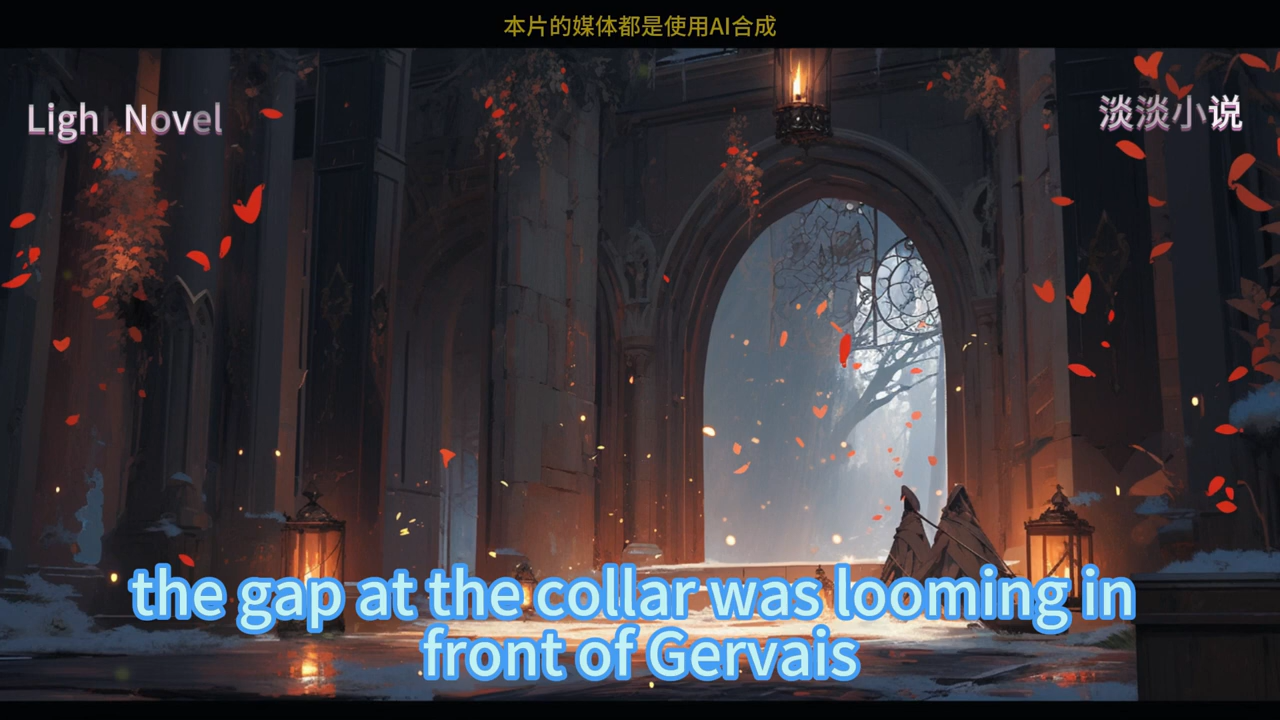 本片的媒体都是使用AI合成
Ligh Novel
淡淡小说
the gap at the collar was looming in
front of Gervais